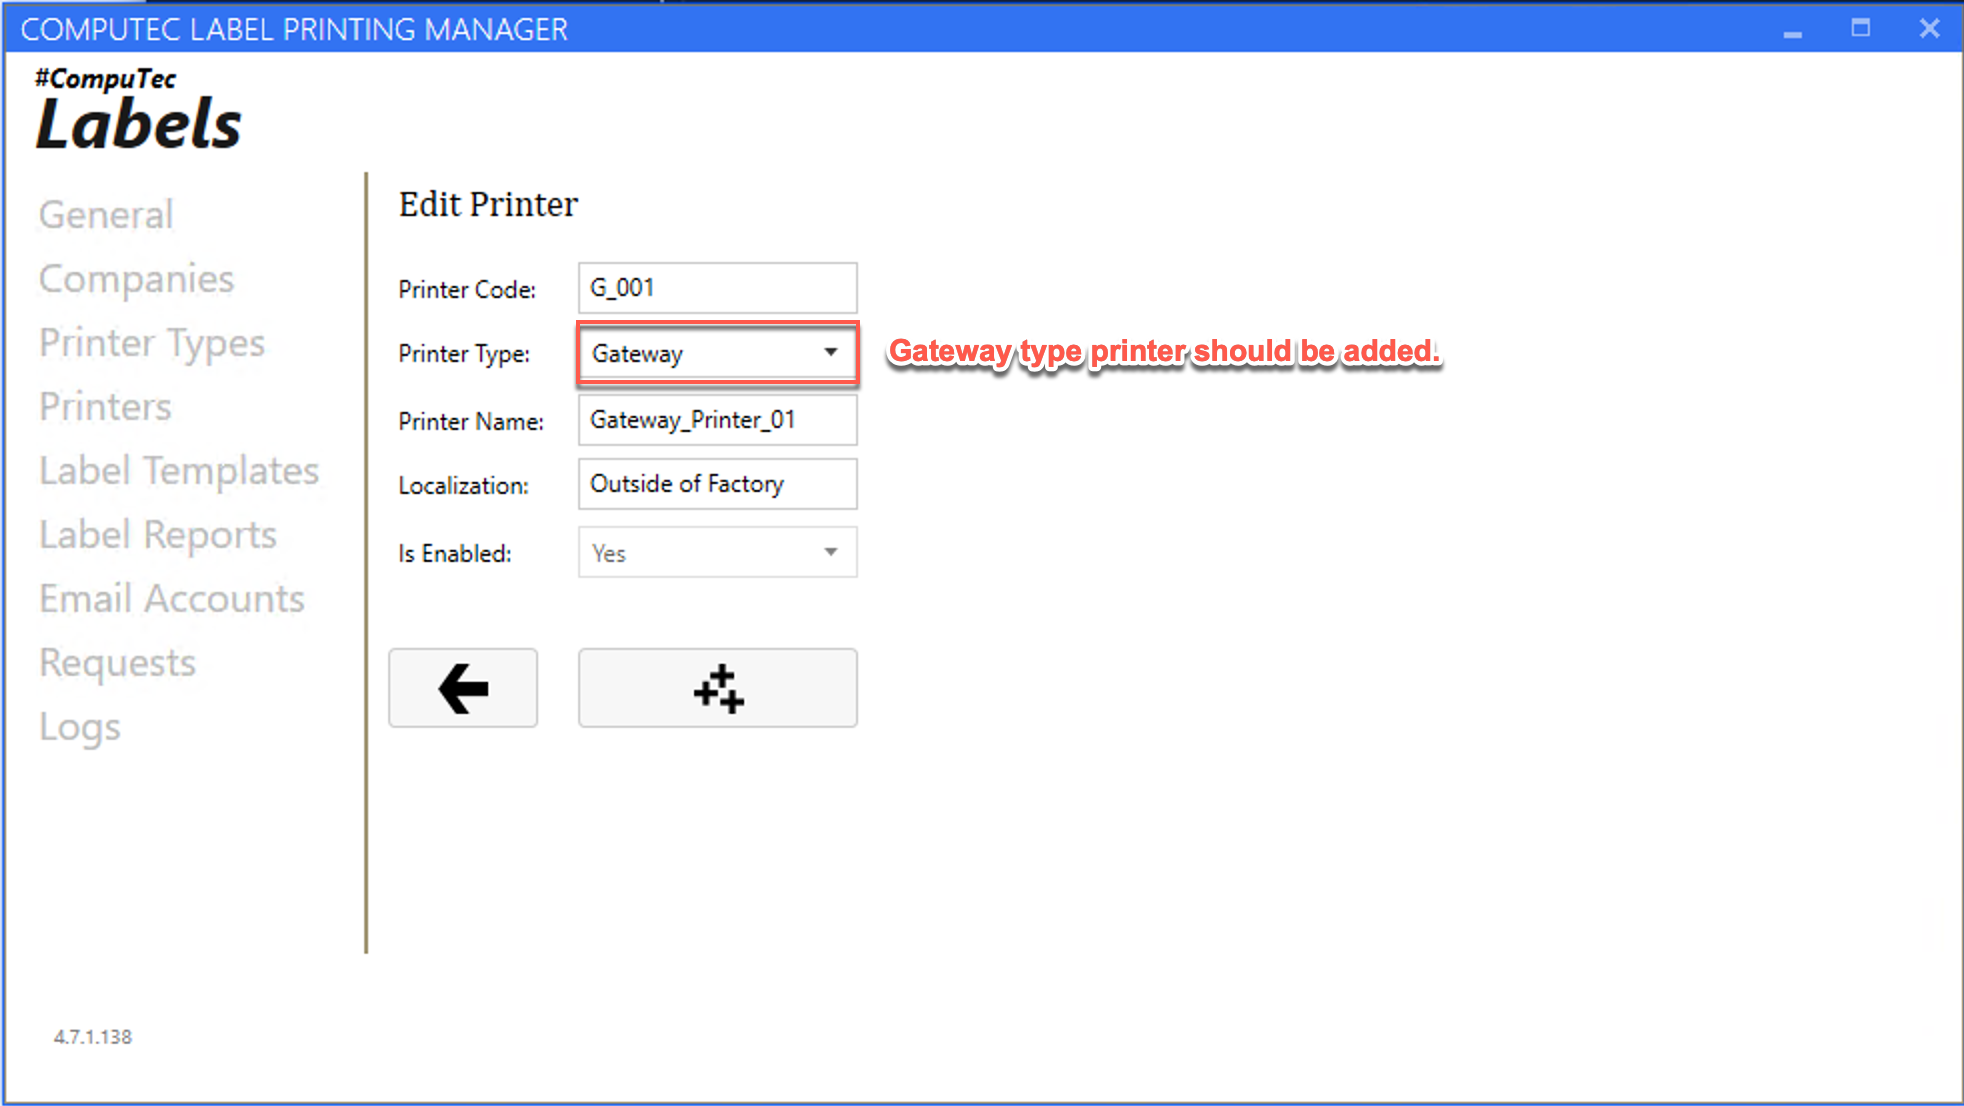 COMPUTEC LABEL PRINTING MANAGER
#CompuTec
Labels
General
Companies
Printer Types
Printers
Label Templates
Label Reports
Email Accounts
Requests
Logs
4.7.1.138
Edit Printer
Printer Code: G_001
Printer Type: Gateway Gateway type printer should be added.
Printer Name: Gateway_Printer_01
Localization: Outside of Factory
Is Enabled: Yes